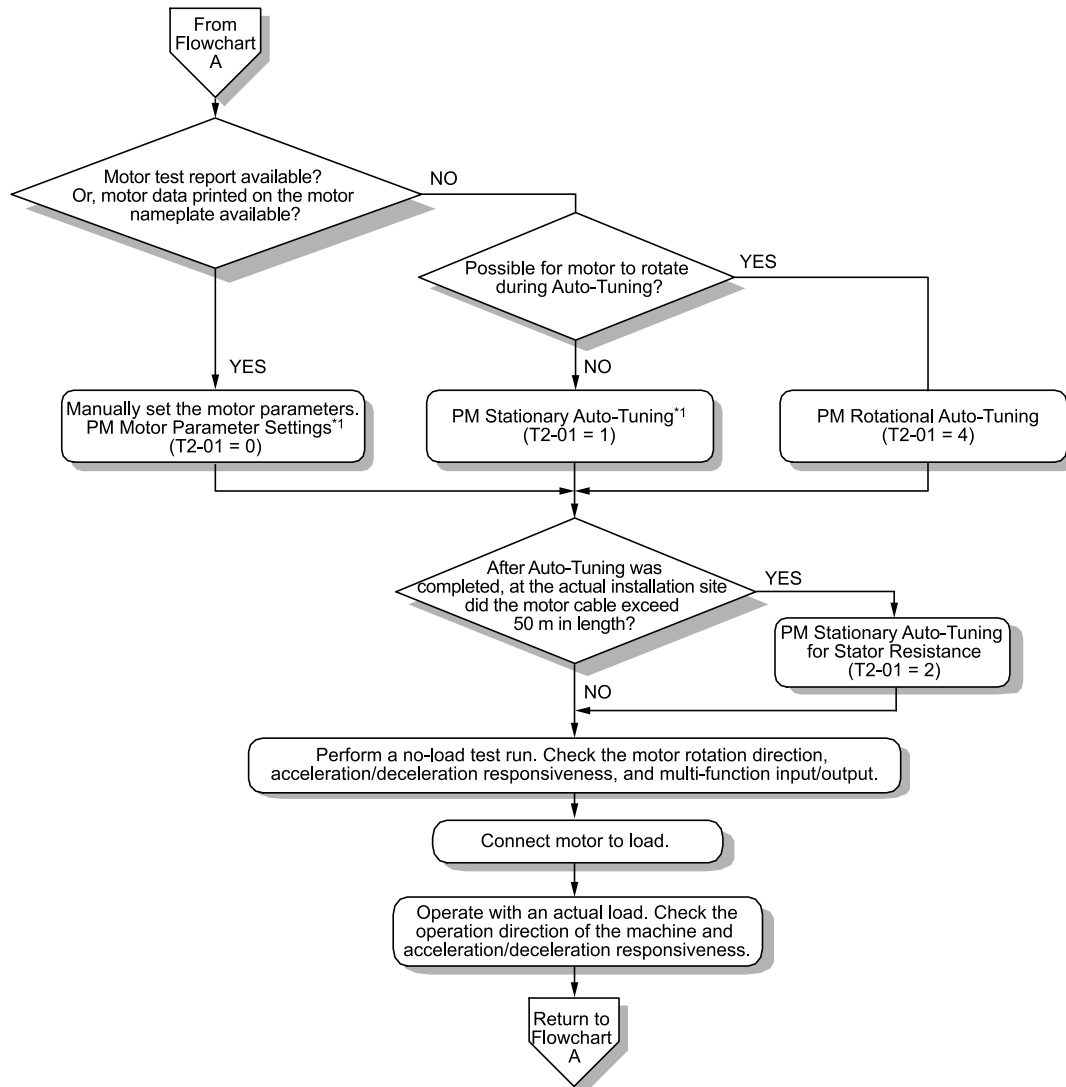 From
Flowchart
A
Motor test report available?
Or, motor data printed on the motor
nameplate available?
NO
Possible for motor to rotate
during Auto-Tuning?
YES
YES
NO
Manually set the motor parameters.
PM Motor Parameter Settings*1
(T2-01 = 0)
PM Stationary Auto-Tuning*1
(T2-01 = 1)
PM Rotational Auto-Tuning
(T2-01 = 4)
After Auto-Tuning was
completed, at the actual installation site
did the motor cable exceed
50 m in length?
YES
PM Stationary Auto-Tuning
for Stator Resistance
(T2-01 = 2)
NO
Perform a no-load test run. Check the motor rotation direction,
acceleration/deceleration responsiveness, and multi-function input/output.
Connect motor to load.
Operate with an actual load. Check the
operation direction of the machine and
acceleration/deceleration responsiveness.
Return to
Flowchart
A